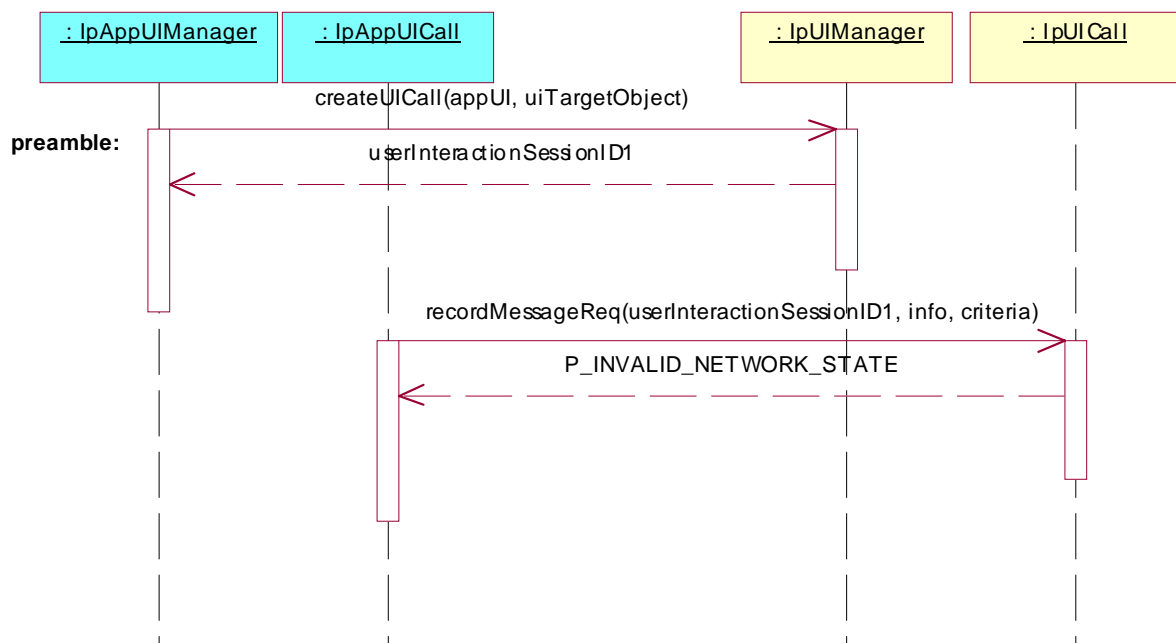 : IpAppUIManager
: IpAppUICall
: IpUIManager
: IpUICall
createUICall(appUI, uiTargetObject)
preamble:
userInteractionSessionID1
recordMessageReq(userInteractionSessionID1, info, criteria)
P_INVALID_NETWORK_STATE